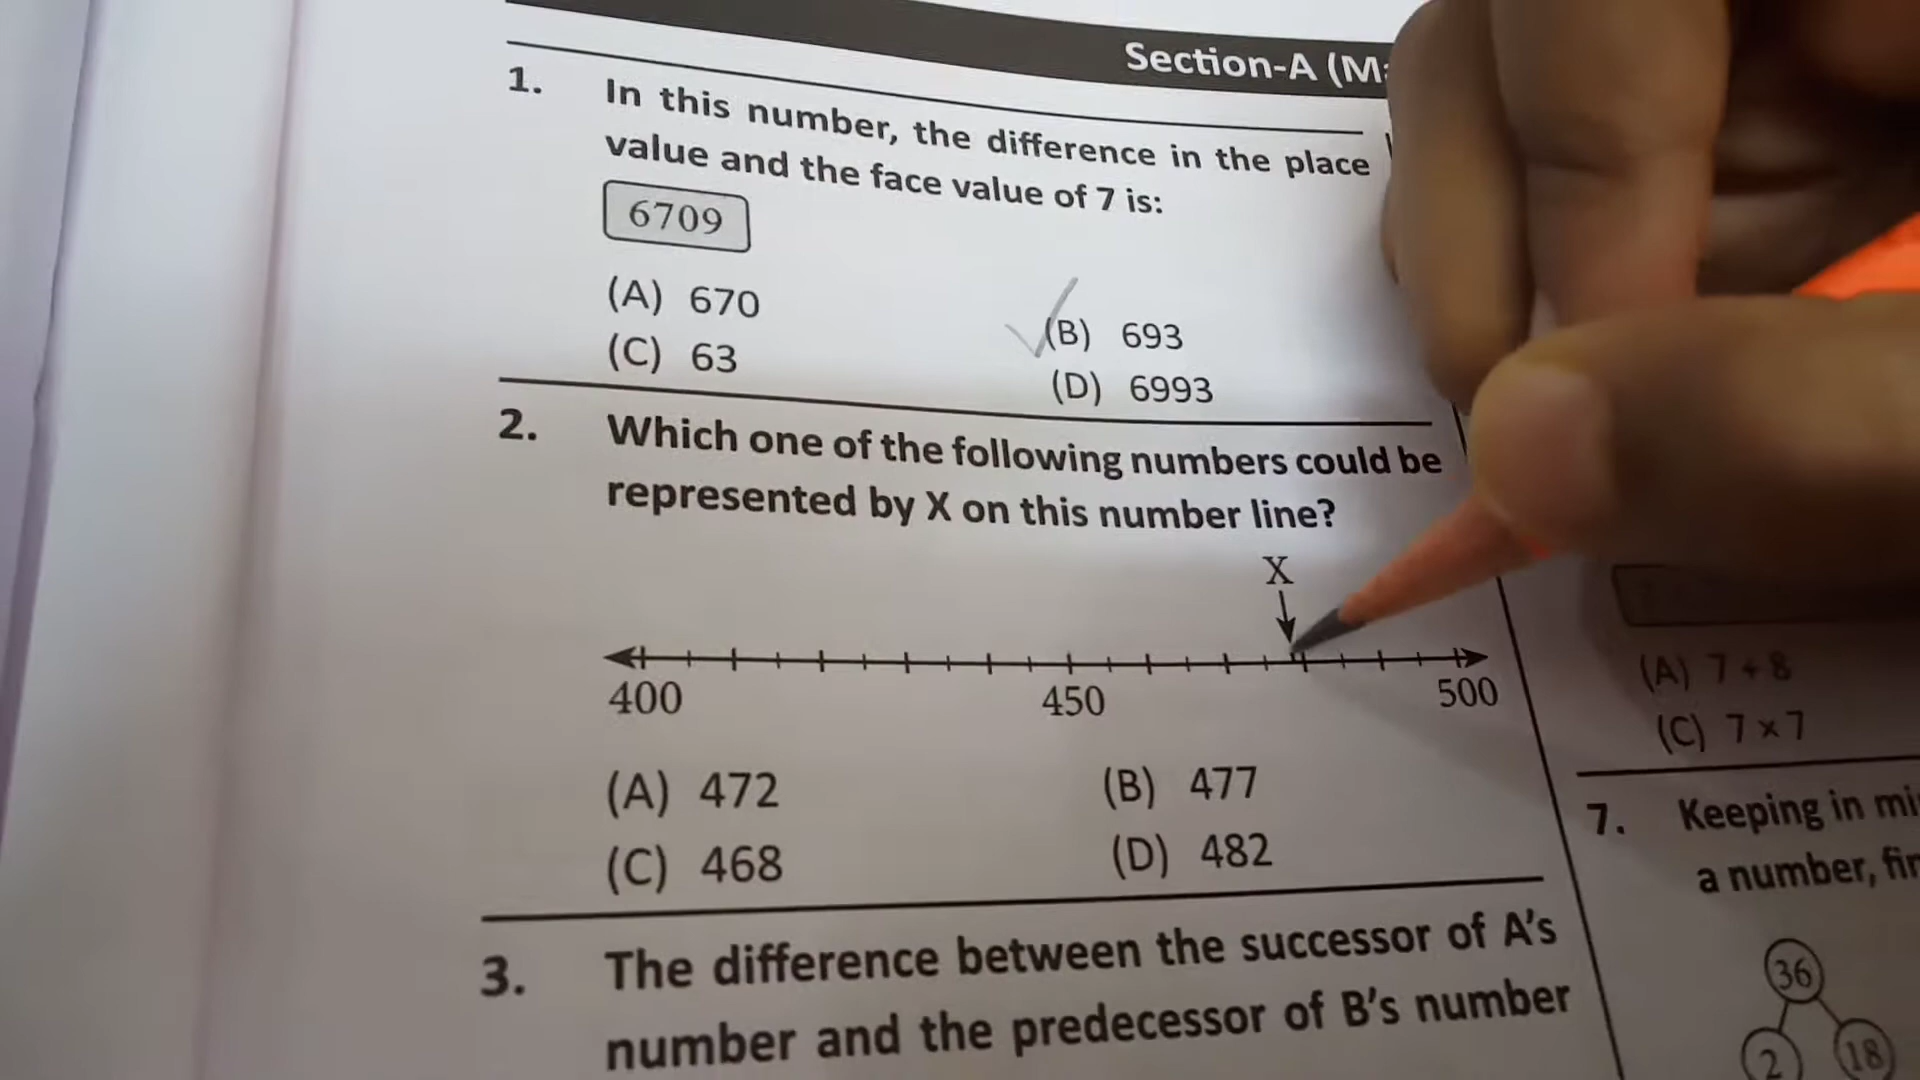 Section-A (M
1. In this number, the difference in the place
value and the face value of 7 is:
6709
(A) 670
(B) 693
(C) 63
(D) 6993
2. Which one of the following numbers could be
represented by X on this number line?
X
400 450 500
(A) 472 (B) 477
(C) 468 (D) 482
3. The difference between the successor of A's
number and the predecessor of B's number
(A) 7 + 8
(C) 7 × 7
7. Keeping in mi
a number, fin
36
2 18